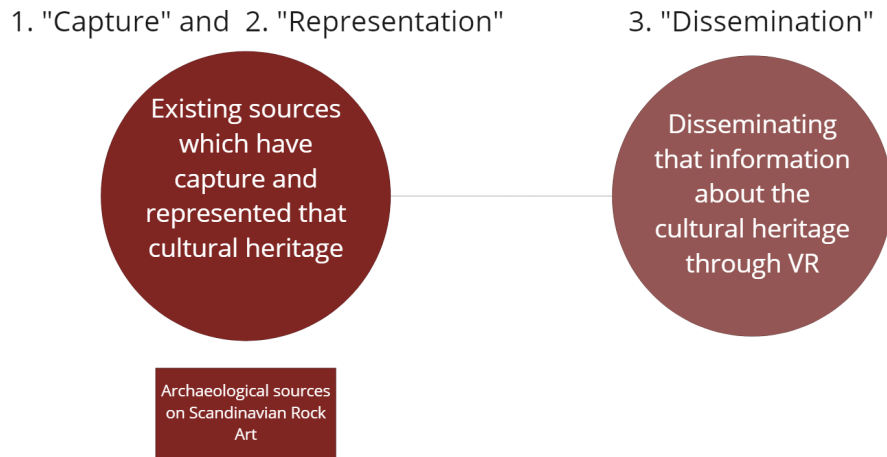 1. "Capture" and 2. "Representation"
3. "Dissemination"
Existing sources
which have
capture and
represented that
cultural heritage
Disseminating
that information
about the
cultural heritage
through VR
Archaeological sources
on Scandinavian Rock
Art